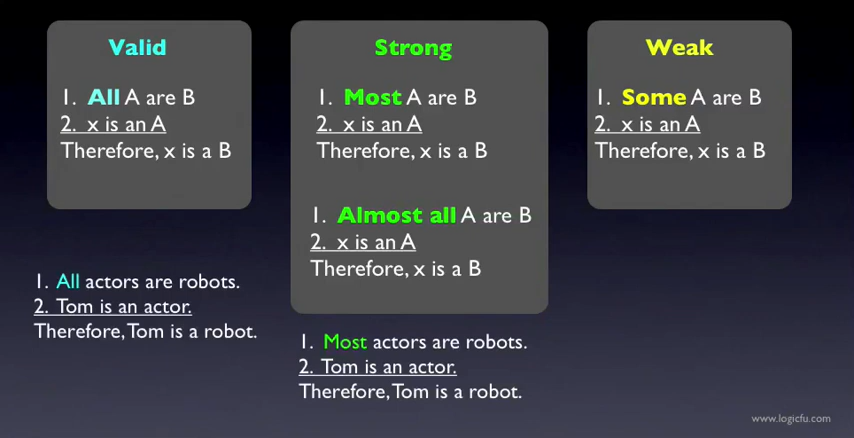 Valid
1. All A are B
2. x is an A
Therefore, x is a B
Strong
1. Most A are B
2. x is an A
Therefore, x is a B
1. Almost all A are B
2. x is an A
Therefore, x is a B
Weak
1. Some A are B
2. x is an A
Therefore, x is a B
1. All actors are robots.
2. Tom is an actor.
Therefore, Tom is a robot.
1. Most actors are robots.
2. Tom is an actor.
Therefore, Tom is a robot.
www.logicfu.com